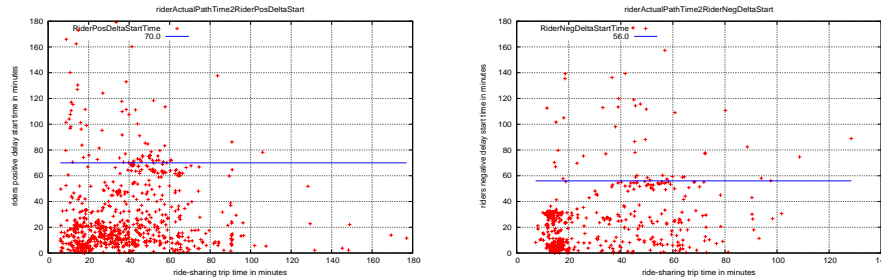 riderActualPathTime2RiderPosDeltaStart
riders positive delay start time in minutes
180
160
140
120
100
80
60
40
20
0
RiderPosDeltaStartTime
70.0
0 20 40 60 80 100 120 140 160 180
ride-sharing trip time in minutes
riderActualPathTime2RiderNegDeltaStart
riders negative delay start time in minutes
180
160
140
120
100
80
60
40
20
0
RiderNegDeltaStartTime
56.0
0 20 40 60 80 100 120 14
ride-sharing trip time in minutes